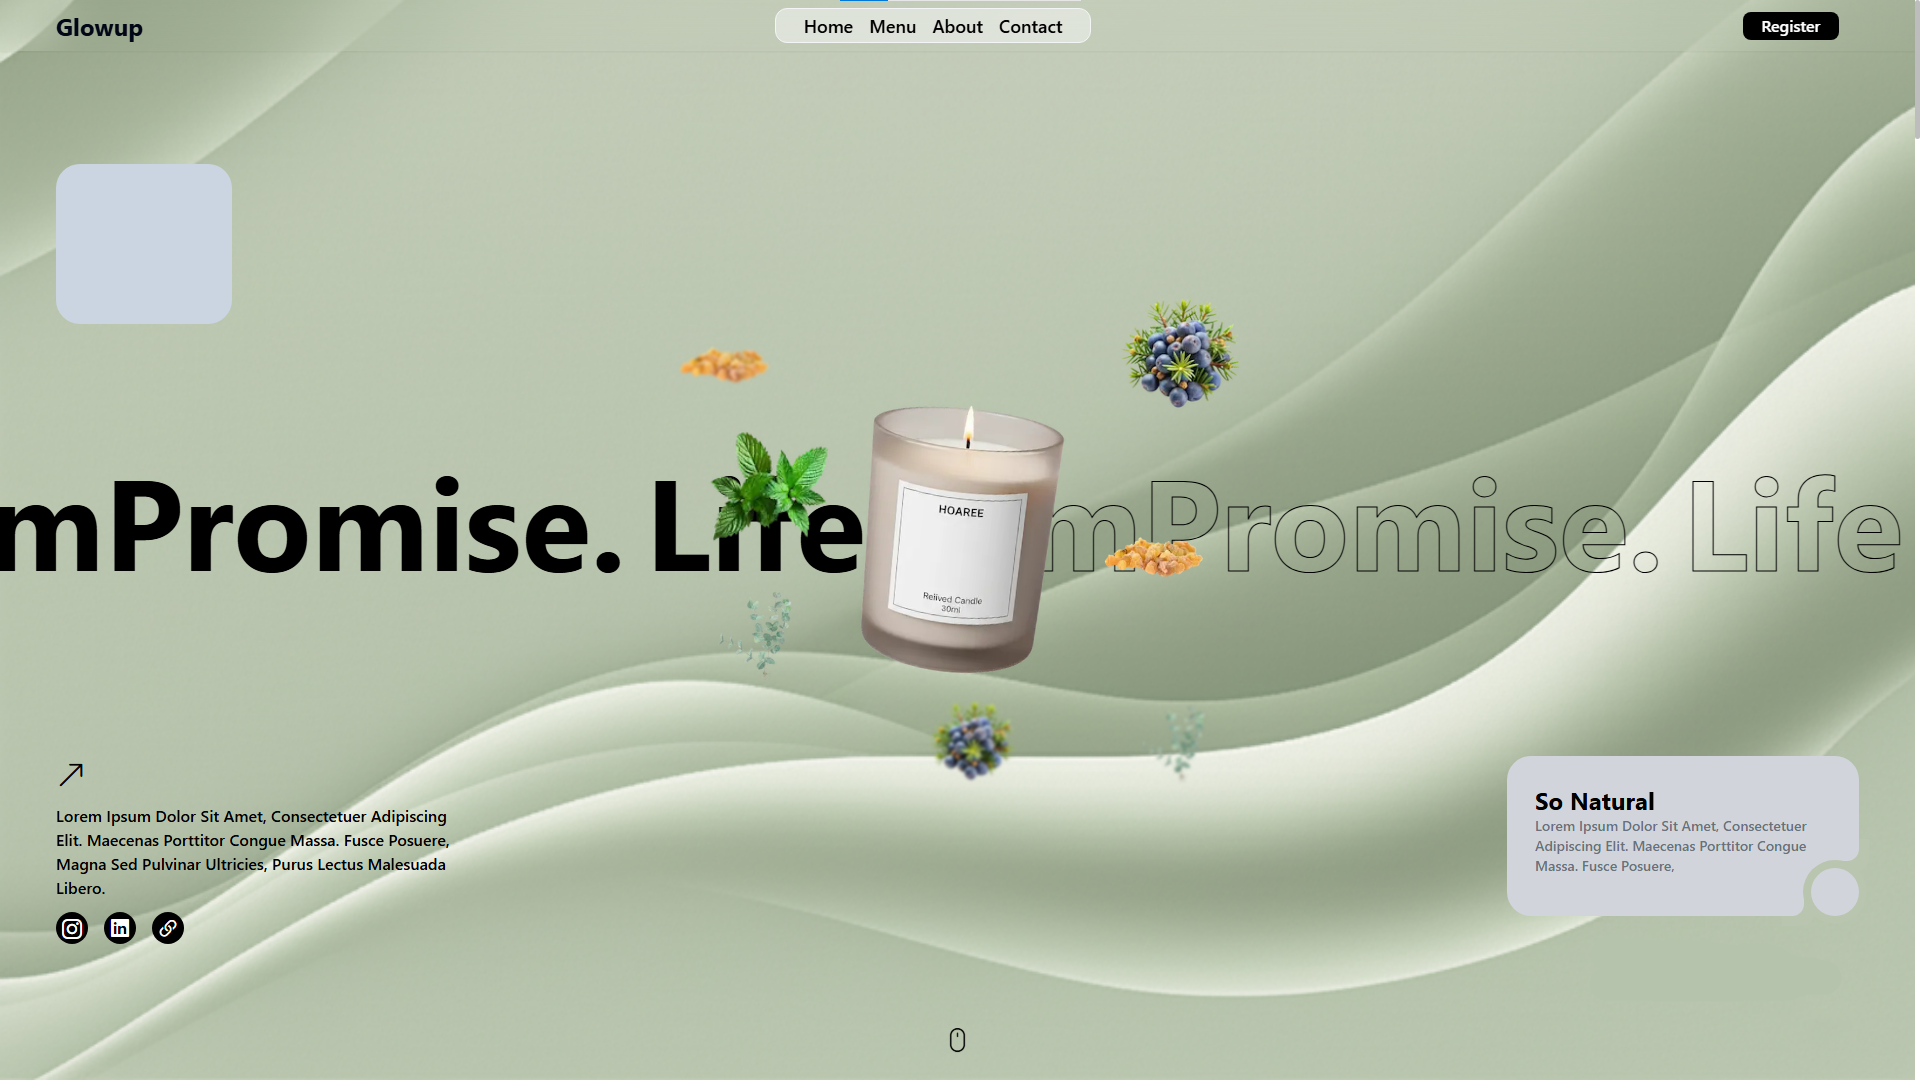 Glowup
Home Menu About Contact
Register
mPromise. Life
mPromise. Life
HOAREE
Relived Candle
30ml
Lorem Ipsum Dolor Sit Amet, Consectetuer Adipiscing
Elit. Maecenas Porttitor Congue Massa. Fusce Posuere,
Magna Sed Pulvinar Ultricies, Purus Lectus Malesuada
Libero.
in
So Natural
Lorem Ipsum Dolor Sit Amet, Consectetuer
Adipiscing Elit. Maecenas Porttitor Congue
Massa. Fusce Posuere,